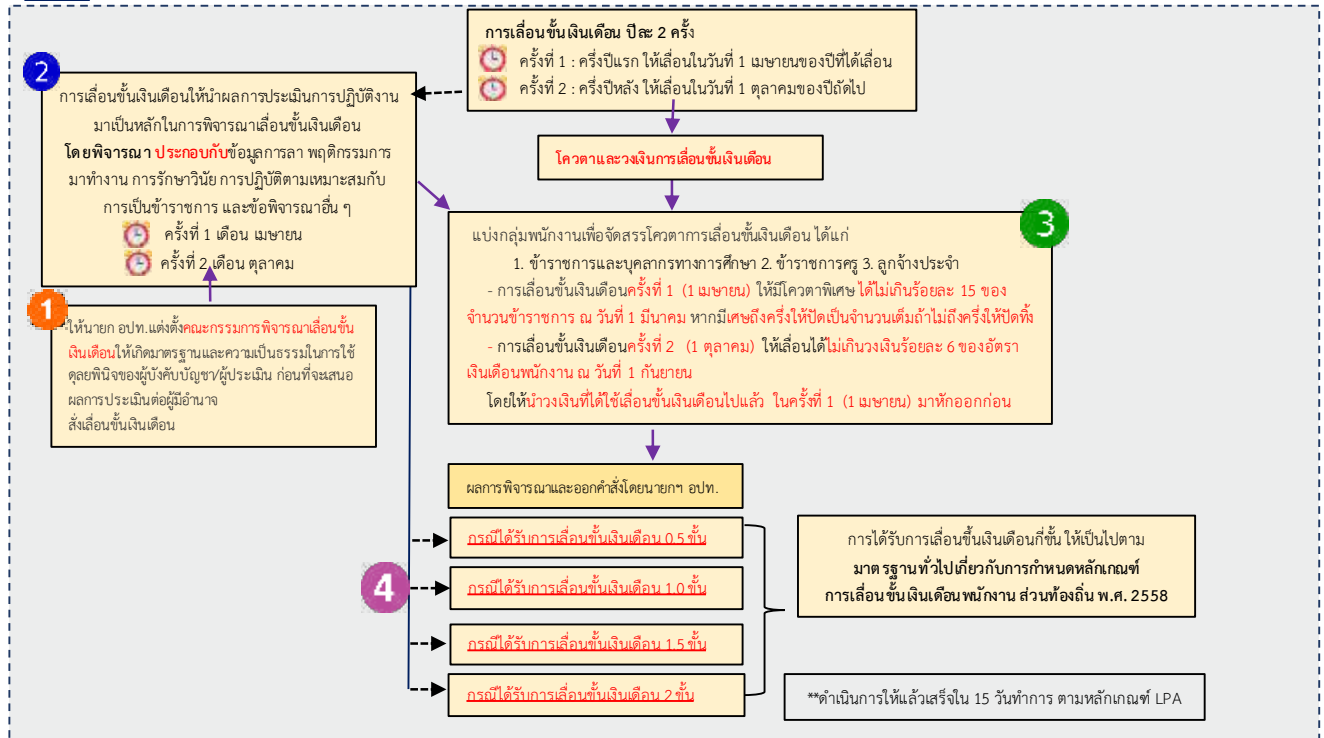 การเลื่อนขั้นเงินเดือน ปีละ 2 ครั้ง
ครั้งที่ 1 : ครึ่งปีแรก ให้เลื่อนในวันที่ 1 เมษายนของปีที่ได้เลื่อน
ครั้งที่ 2 : ครึ่งปีหลัง ให้เลื่อนในวันที่ 1 ตุลาคมของปีถัดไป
2
การเลื่อนขั้นเงินเดือนให้นำผลการประเมินการปฏิบัติงาน
มาเป็นหลักในการพิจารณาเลื่อนขั้นเงินเดือน
โดยพิจารณา ประกอบกับข้อมูลการลา พฤติกรรมการ
มาทำงาน การรักษาวินัย การปฏิบัติตามเหมาะสมกับ
การเป็นข้าราชการ และข้อพิจารณาอื่น ๆ
ครั้งที่ 1 เดือน เมษายน
ครั้งที่ 2 เดือน ตุลาคม
โควตาและวงเงินการเลื่อนขั้นเงินเดือน
3
แบ่งกลุ่มพนักงานเพื่อจัดสรรโควตาการเลื่อนขั้นเงินเดือน ได้แก่
1. ข้าราชการและบุคลากรทางการศึกษา 2. ข้าราชการครู 3. ลูกจ้างประจำ
- การเลื่อนขั้นเงินเดือนครั้งที่ 1 (1 เมษายน) ให้มีโควตาพิเศษ ได้ไม่เกินร้อยละ 15 ของ
จำนวนข้าราชการ ณ วันที่ 1 มีนาคม หากมีเศษถึงครึ่งให้ปัดเป็นจำนวนเต็มถ้าไม่ถึงครึ่งให้ปัดทิ้ง
- การเลื่อนขั้นเงินเดือนครั้งที่ 2 (1 ตุลาคม) ให้เลื่อนได้ไม่เกินวงเงินร้อยละ 6 ของอัตรา
เงินเดือนพนักงาน ณ วันที่ 1 กันยายน
โดยให้นำวงเงินที่ได้ใช้เลื่อนขั้นเงินเดือนไปแล้ว ในครั้งที่ 1 (1 เมษายน) มาหักออกก่อน
1
*ให้นายก อปท.แต่งตั้งคณะกรรมการพิจารณาเลื่อนขั้น
เงินเดือนให้เกิดมาตรฐานและความเป็นธรรมในการใช้
ดุลยพินิจของผู้บังคับบัญชา/ผู้ประเมิน ก่อนที่จะเสนอ
ผลการประเมินต่อผู้มีอำนาจ
สั่งเลื่อนขั้นเงินเดือน
ผลการพิจารณาและออกคำสั่งโดยนายกฯ อปท.
4
กรณีได้รับการเลื่อนขั้นเงินเดือน 0.5 ขั้น
กรณีได้รับการเลื่อนขั้นเงินเดือน 1.0 ขั้น
กรณีได้รับการเลื่อนขั้นเงินเดือน 1.5 ขั้น
กรณีได้รับการเลื่อนขั้นเงินเดือน 2 ขั้น
การได้รับการเลื่อนขึ้นเงินเดือนกี่ขั้น ให้เป็นไปตาม
มาตรฐานทั่วไปเกี่ยวกับการกำหนดหลักเกณฑ์
การเลื่อนขั้นเงินเดือนพนักงาน ส่วนท้องถิ่น พ.ศ. 2558
**ดำเนินการให้แล้วเสร็จใน 15 วันทำการ ตามหลักเกณฑ์ LPA